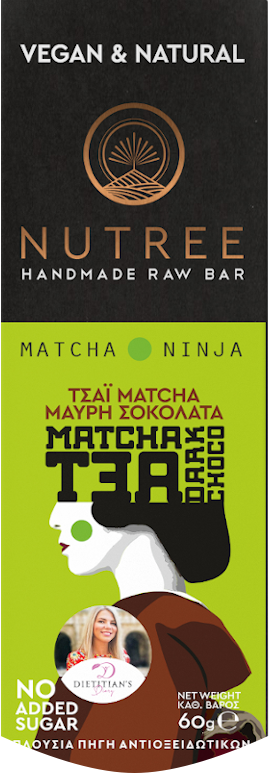 VEGAN & NATURAL
NUTREE
HANDMADE RAW BAR
MATCHA NINJA
ΤΣΑΪ MATCHA
ΜΑΥΡΗ ΣΟΚΟΛΑΤΑ
MATCHA
TEA
DARK
CHOCO
DIETITIAN'S
Diary
NO
ADDED
SUGAR
NET WEIGHT
ΚΑΘ. ΒΑΡΟΣ
60g ℮
ΠΛΟΥΣΙΑ ΠΗΓΗ ΑΝΤΙΟΞΕΙΔΩΤΙΚΩΝ